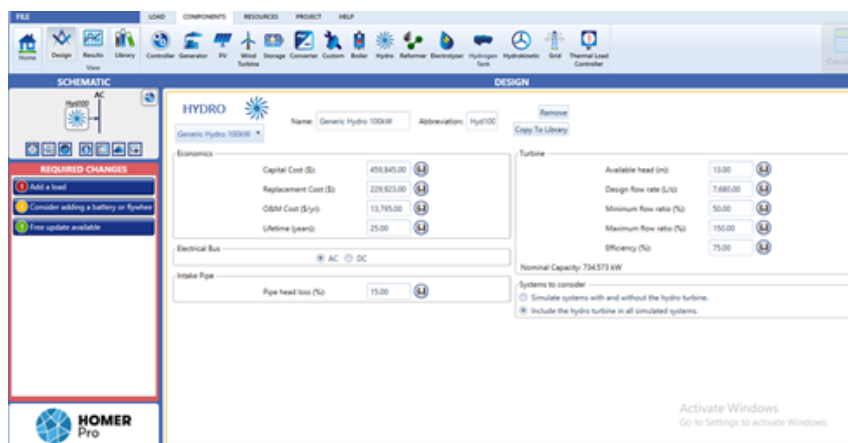 FILE LOAD COMPONENTS RESOURCES PROJECT HELP
Home Design Results Library Controller Generator PV Wind Turbine Storage Converter Custom Boiler Hydro Reformer Electrolyzer Hydrogen Tank Hydrokinetic Grid Thermal Load Controller
View
SCHEMATIC
AC
Hyd100
REQUIRED CHANGES
Add a load
Consider adding a battery or flywhee
Free update available
HOMER
Pro
DESIGN
HYDRO
Name: Generic Hydro 100kW Abbreviation: Hyd100
Remove
Generic Hydro 100kW
Copy To Library
Economics
Capital Cost ($): 459,845.00
Replacement Cost ($): 229,923.00
O&M Cost ($/yr): 13,795.00
Lifetime (years): 25.00
Electrical Bus
AC DC
Intake Pipe
Pipe head loss (%): 15.00
Turbine
Available head (m): 13.00
Design flow rate (L/s): 7,680.00
Minimum flow ratio (%): 50.00
Maximum flow ratio (%): 150.00
Efficiency (%): 75.00
Nominal Capacity: 734.573 kW
Systems to consider
Simulate systems with and without the hydro turbine.
Include the hydro turbine in all simulated systems.
Activate Windows
Go to Settings to activate Windows.